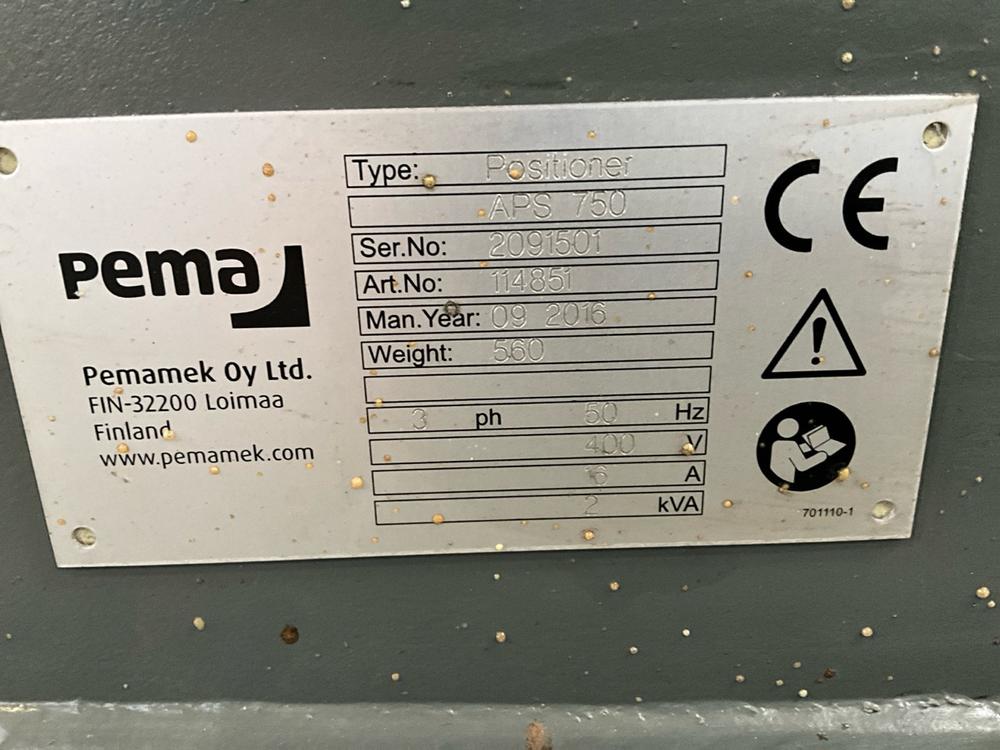 pema
Pemamek Oy Ltd.
FIN-32200 Loimaa
Finland
www.pemamek.com
Type: Positioner
APS 750
Ser.No: 2091501
Art.No: 114851
Man.Year: 09 2016
Weight: 560
3 ph 50 Hz
400 V
16 A
2 kVA
CE
!
701110-1